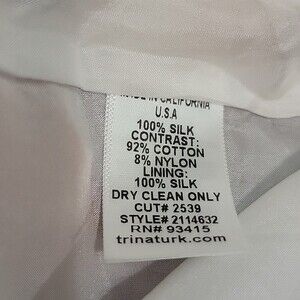 MADE IN CALIFORNIA
U.S.A
100% SILK
CONTRAST:
92% COTTON
8% NYLON
LINING:
100% SILK
DRY CLEAN ONLY
CUT# 2539
STYLE# 2114632
RN# 93415
trinaturk.com